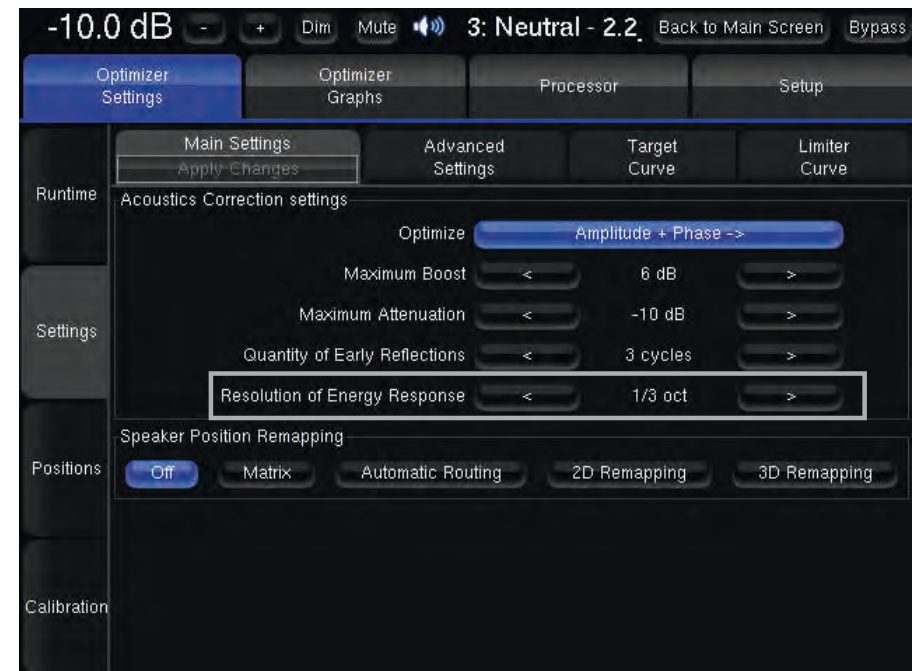 -10.0 dB - + Dim Mute 3: Neutral - 2.2 Back to Main Screen Bypass
Optimizer Settings Optimizer Graphs Processor Setup
Main Settings Advanced Settings Target Curve Limiter Curve
Apply Changes
Runtime
Acoustics Correction settings
Optimize Amplitude + Phase ->
Maximum Boost < 6 dB >
Maximum Attenuation < -10 dB >
Settings
Quantity of Early Reflections < 3 cycles >
Resolution of Energy Response < 1/3 oct >
Speaker Position Remapping
Positions Off Matrix Automatic Routing 2D Remapping 3D Remapping
Calibration